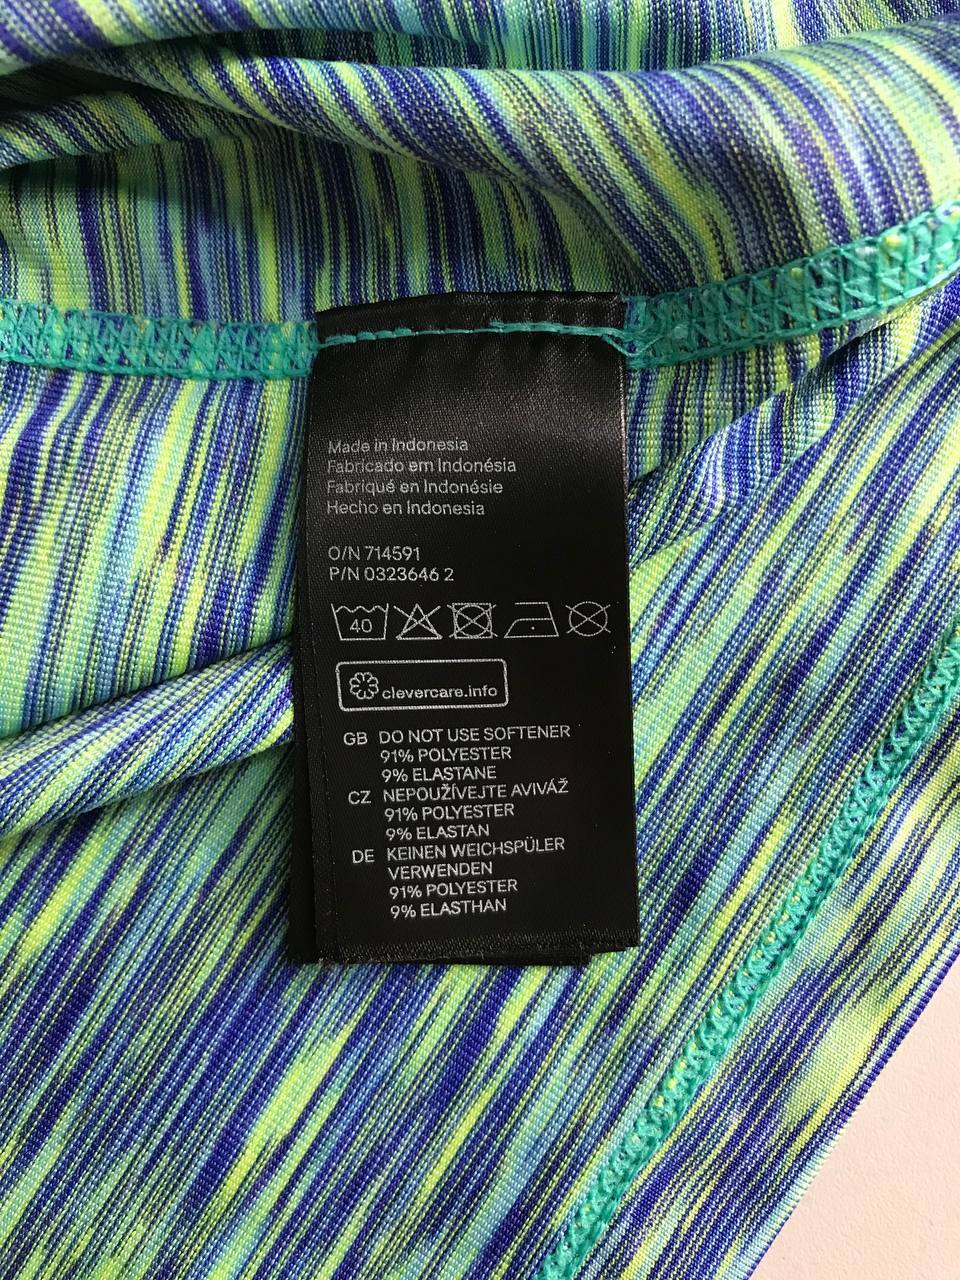 Made in Indonesia
Fabricado em Indonésia
Fabriqué en Indonésie
Hecho en Indonesia
O/N 714591
P/N 0323646 2
40
clevercare.info
GB DO NOT USE SOFTENER
91% POLYESTER
9% ELASTANE
CZ NEPOUŽÍVEJTE AVIVÁŽ
91% POLYESTER
9% ELASTAN
DE KEINEN WEICHSPÜLER
VERWENDEN
91% POLYESTER
9% ELASTHAN